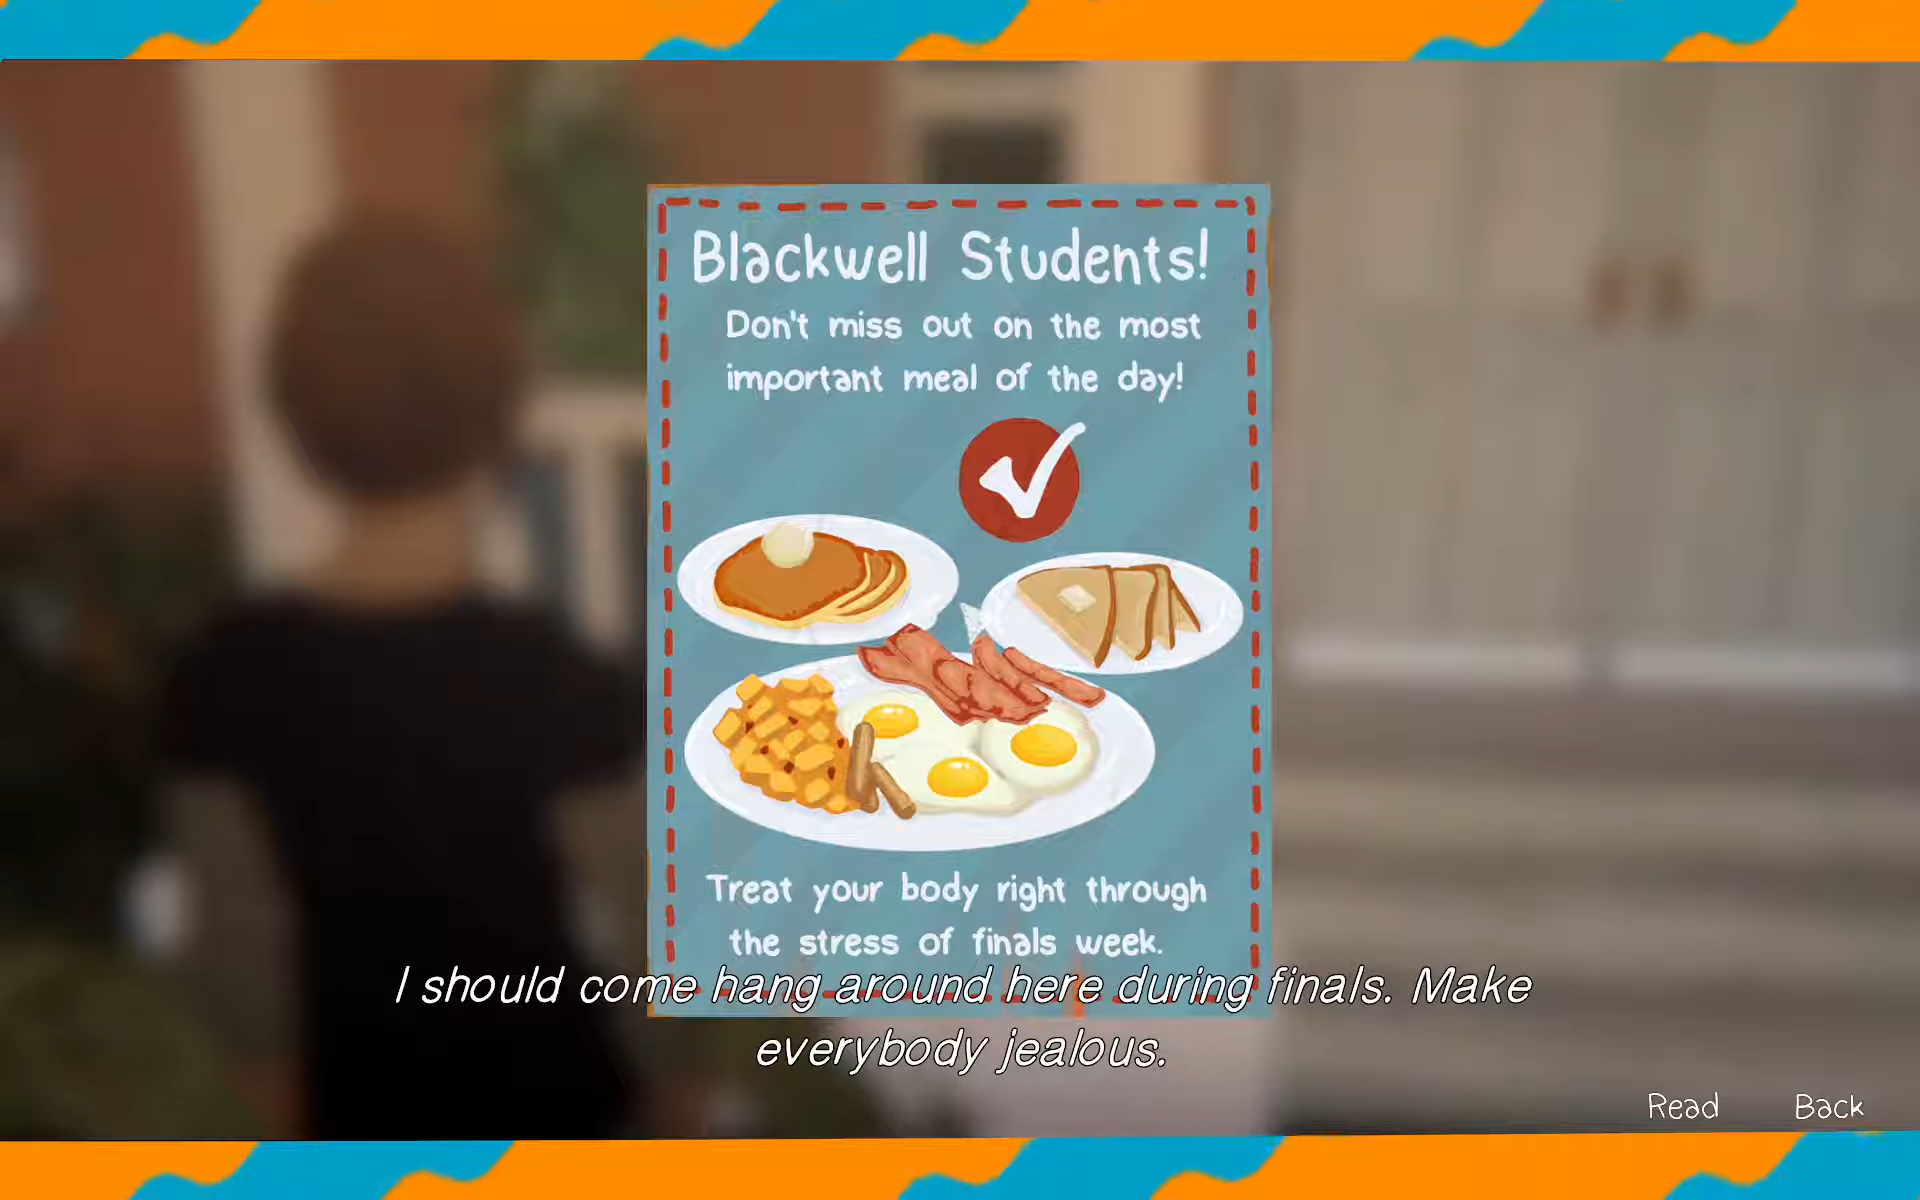 Blackwell Students!
Don't miss out on the most
important meal of the day!
Treat your body right through
the stress of finals week.
I should come hang around here during finals. Make
everybody jealous.
Read Back